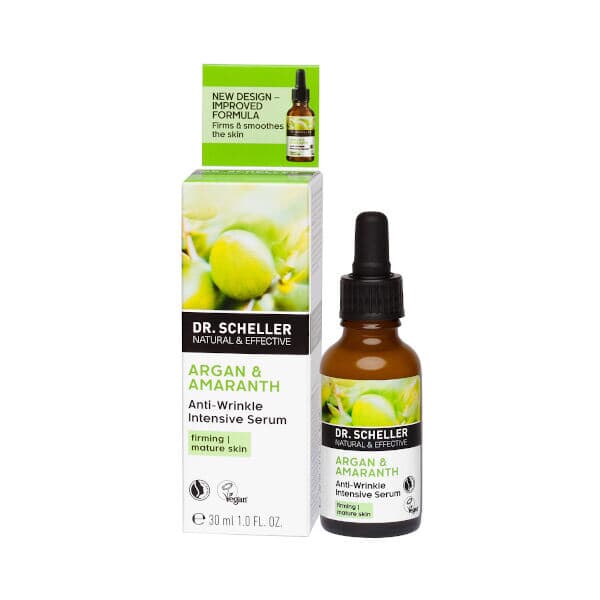 NEW DESIGN –
IMPROVED
FORMULA
Firms & smoothes
the skin
DR. SCHELLER
NATURAL & EFFECTIVE
ARGAN &
AMARANTH
Anti-Wrinkle
Intensive Serum
firming |
mature skin
vegan
℮ 30 ml 1.0 FL. OZ.
DR. SCHELLER
NATURAL & EFFECTIVE
ARGAN &
AMARANTH
Anti-Wrinkle
Intensive Serum
firming |
mature skin